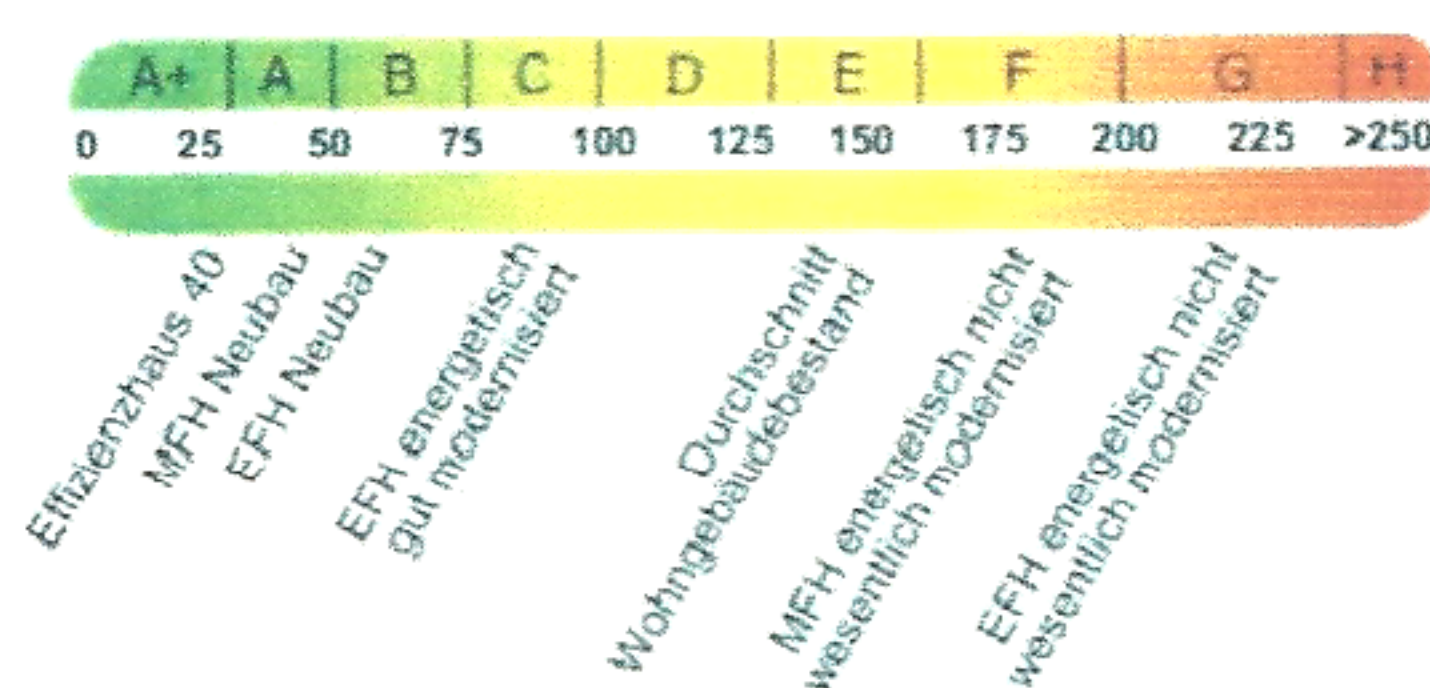 A+ A B C D E F G H
0 25 50 75 100 125 150 175 200 225 >250
Effizienzhaus 40
MFH Neubau
EFH Neubau
EFH energetisch
gut modernisiert
Durchschnitt
Wohngebäudebestand
MFH energetisch nicht
wesentlich modernisiert
EFH energetisch nicht
wesentlich modernisiert